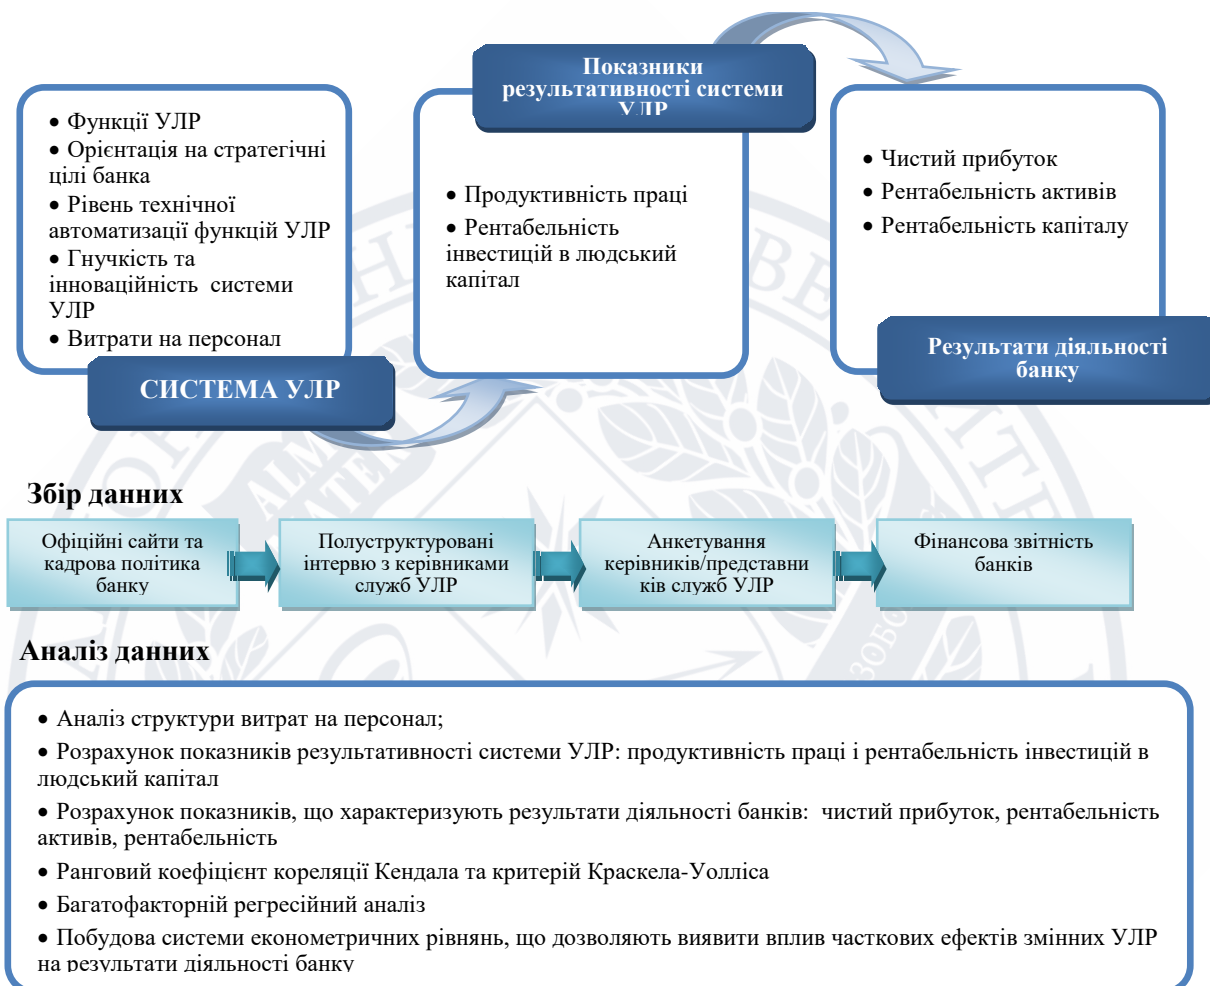 • Функції УЛР
• Орієнтація на стратегічні
цілі банка
• Рівень технічної
автоматизації функцій УЛР
• Гнучкість та
інноваційність системи
УЛР
• Витрати на персонал
СИСТЕМА УЛР
Показники
результативності системи
УЛР
• Продуктивність праці
• Рентабельність
інвестицій в людський
капітал
• Чистий прибуток
• Рентабельність активів
• Рентабельність капіталу
Результати діяльності
банку
Збір данних
Офіційні сайти та
кадрова політика
банку
Полуструктуровані
інтервю з керівниками
служб УЛР
Анкетування
керівників/представни
ків служб УЛР
Фінансова звітність
банків
Аналіз данних
• Аналіз структури витрат на персонал;
• Розрахунок показників результативності системи УЛР: продуктивність праці і рентабельність інвестицій в
людський капітал
• Розрахунок показників, що характеризують результати діяльності банків: чистий прибуток, рентабельність
активів, рентабельність
• Ранговий коефіцієнт кореляції Кендала та критерій Краскела-Уолліса
• Багатофакторній регресійний аналіз
• Побудова системи економетричних рівнянь, що дозволяють виявити вплив часткових ефектів змінних УЛР
на результати діяльності банку
ALM
MATER